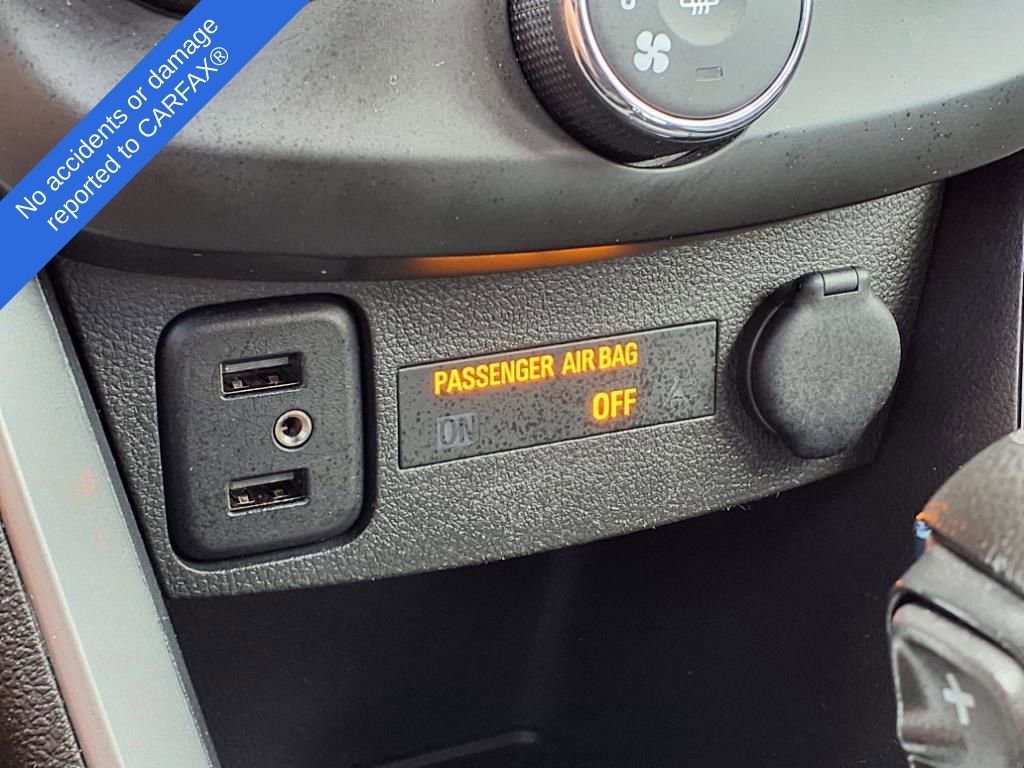 No accidents or damage
reported to CARFAX®
PASSENGER AIR BAG
ON OFF
+